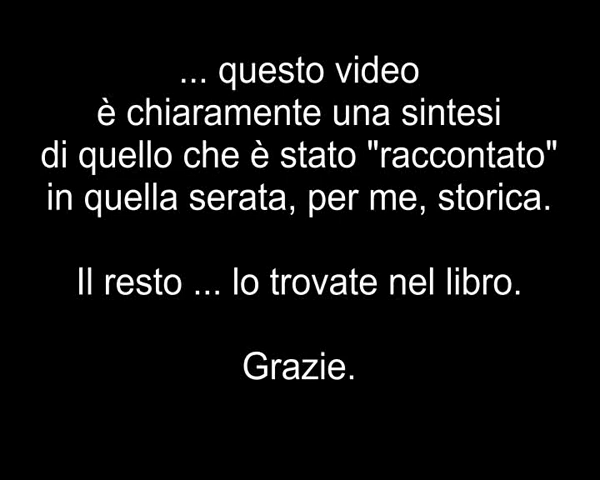 ... questo video
è chiaramente una sintesi
di quello che è stato "raccontato"
in quella serata, per me, storica.
Il resto ... lo trovate nel libro.
Grazie.